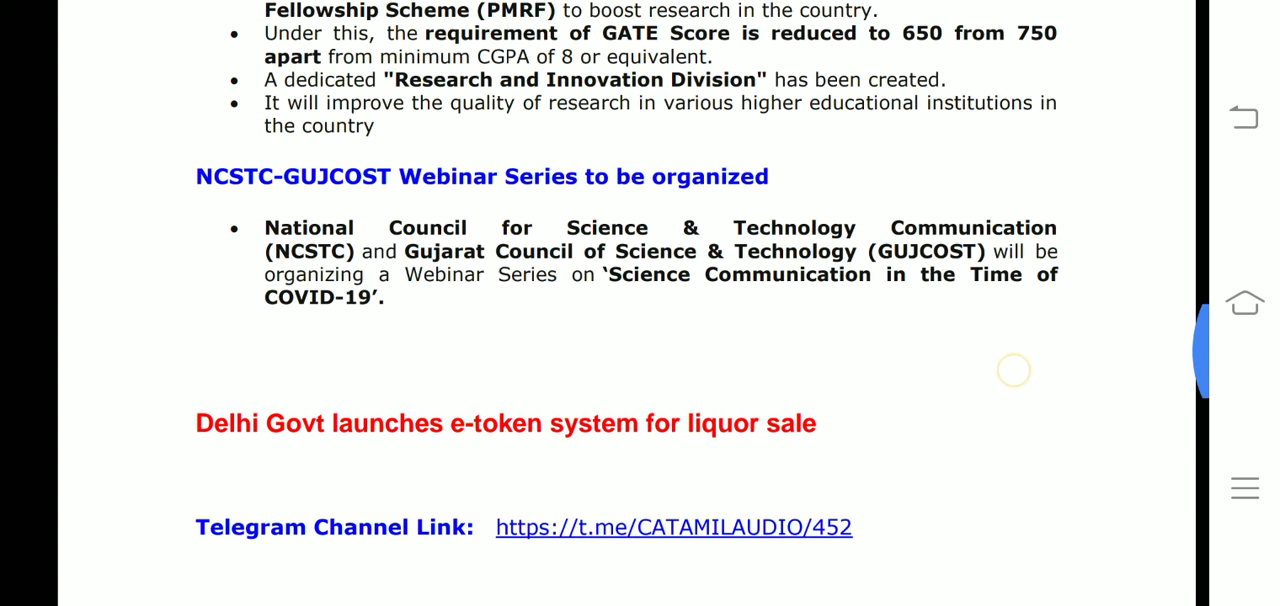 Fellowship Scheme (PMRF) to boost research in the country.
• Under this, the requirement of GATE Score is reduced to 650 from 750
apart from minimum CGPA of 8 or equivalent.
• A dedicated "Research and Innovation Division" has been created.
• It will improve the quality of research in various higher educational institutions in
the country
NCSTC-GUJCOST Webinar Series to be organized
• National Council for Science & Technology Communication
(NCSTC) and Gujarat Council of Science & Technology (GUJCOST) will be
organizing a Webinar Series on ‘Science Communication in the Time of
COVID-19’.
Delhi Govt launches e-token system for liquor sale
Telegram Channel Link: https://t.me/CATAMILAUDIO/452